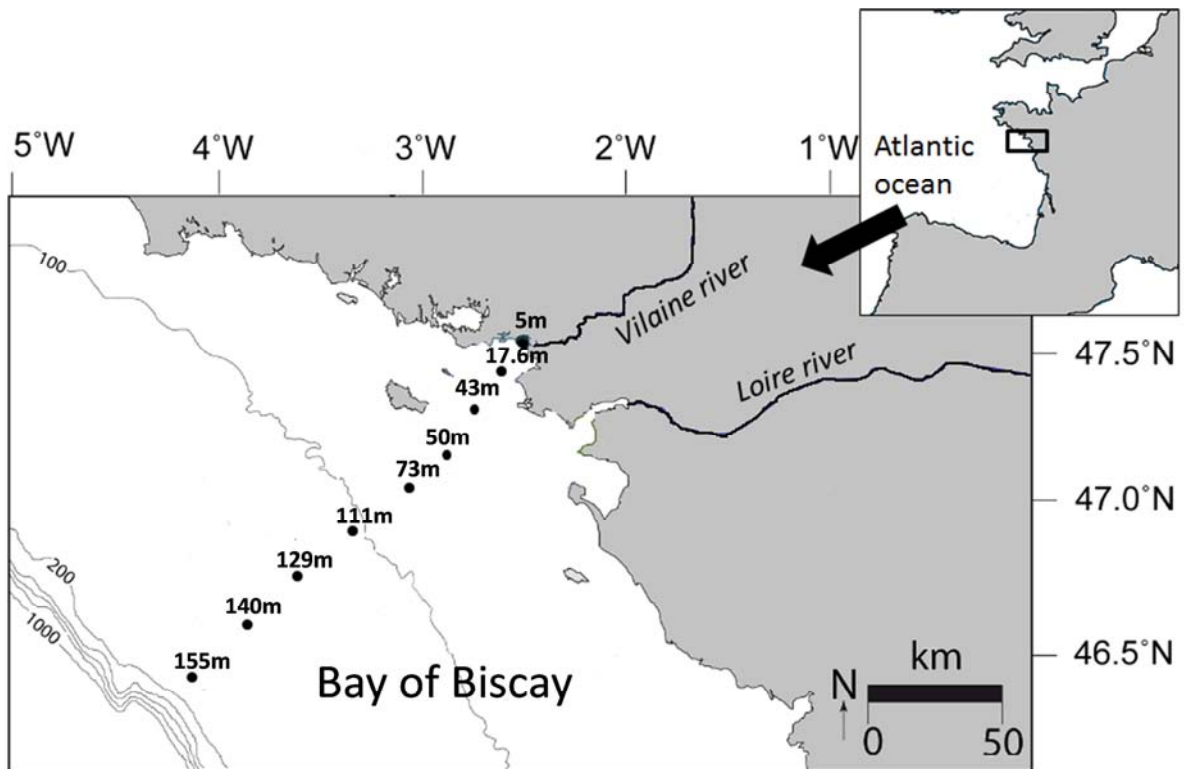 5°W
4°W
3°W
2°W
1°W
Atlantic
ocean
100
Vilaine river
5m
17.6m
47.5°N
Loire river
43m
50m
73m
47.0°N
111m
129m
200
140m
1000
155m
46.5°N
Bay of Biscay
km
N
0 50